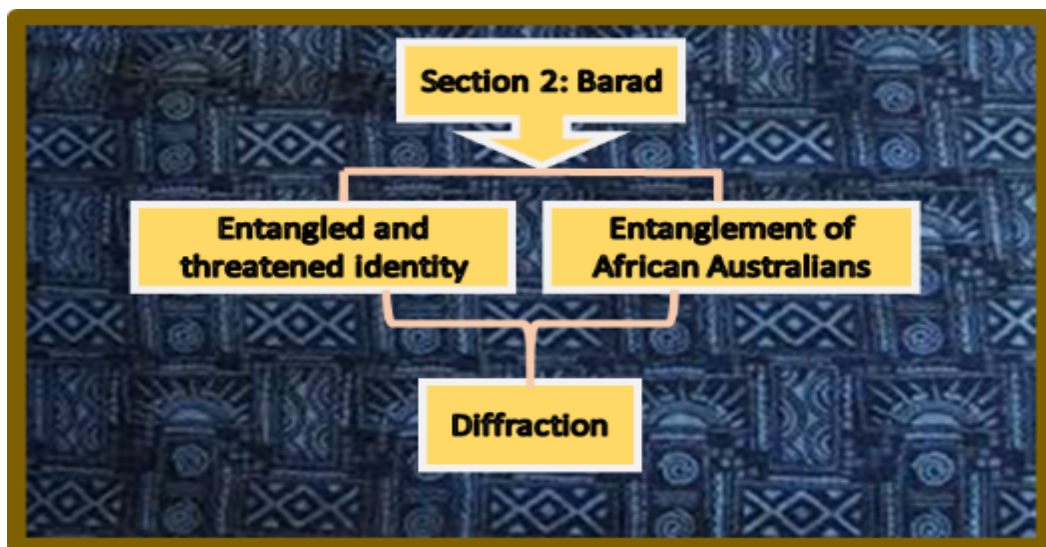 Section 2: Barad
Entangled and
threatened identity
Entanglement of
African Australians
Diffraction